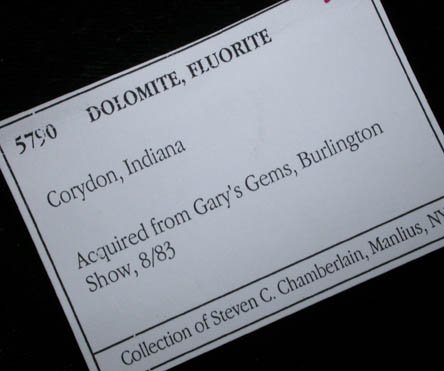 5790 DOLOMITE, FLUORITE
Corydon, Indiana
Acquired from Gary's Gems, Burlington
Show, 8/83
Collection of Steven C. Chamberlain, Manlius, NY